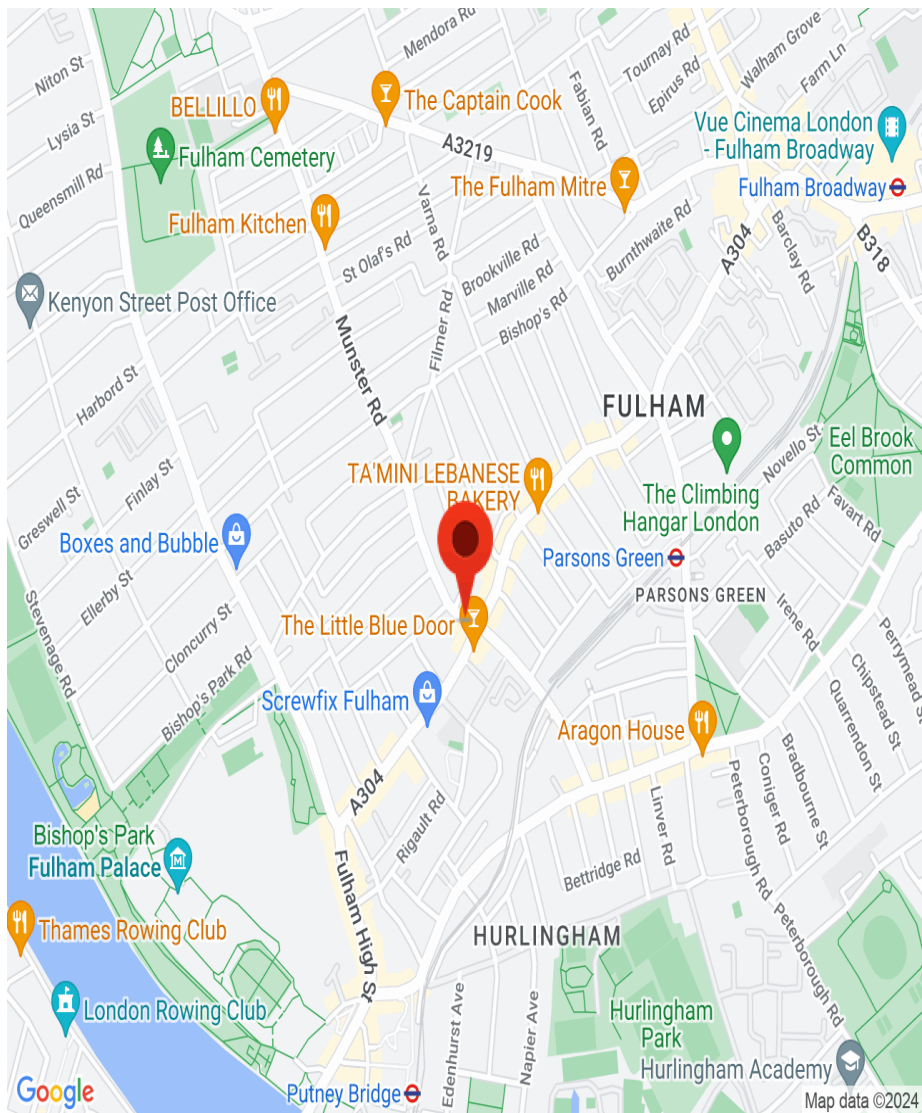 Mendora Rd
Niton St
Tournay Rd
Walham Grove
Epirus Rd
Farm Ln
Fabian Rd
BELLILLO
The Captain Cook
Lysia St
Vue Cinema London
- Fulham Broadway
A3219
Fulham Cemetery
Queensmill Rd
The Fulham Mitre
Fulham Broadway
Fulham Kitchen
Varna Rd
St Olaf's Rd
Brookville Rd
Burnthwaite Rd
A304
Barclay Rd
B318
Marville Rd
Kenyon Street Post Office
Bishop's Rd
Filmer Rd
Munster Rd
Harbord St
FULHAM
Eel Brook
Common
Novello St
TA'MINI LEBANESE
BAKERY
The Climbing
Hangar London
Finlay St
Greswell St
Favart Rd
Basuto Rd
Boxes and Bubble
Parsons Green
Ellerby St
PARSONS GREEN
Stevenage Rd
Cloncurry St
The Little Blue Door
Irene Rd
Perrymead St
Bishop's Park Rd
Chipstead St
Screwfix Fulham
Quarrendon St
Aragon House
A304
Bradbourne St
Coniger Rd
Linver Rd
Peterborough Rd
Rigault Rd
Bishop's Park
Fulham Palace
Bettridge Rd
Fulham High St
Thames Rowing Club
HURLINGHAM
Peterborough Rd
London Rowing Club
Hurlingham
Park
Napier Ave
Edenhurst Ave
Hurlingham Academy
Google
Putney Bridge
Map data ©2024